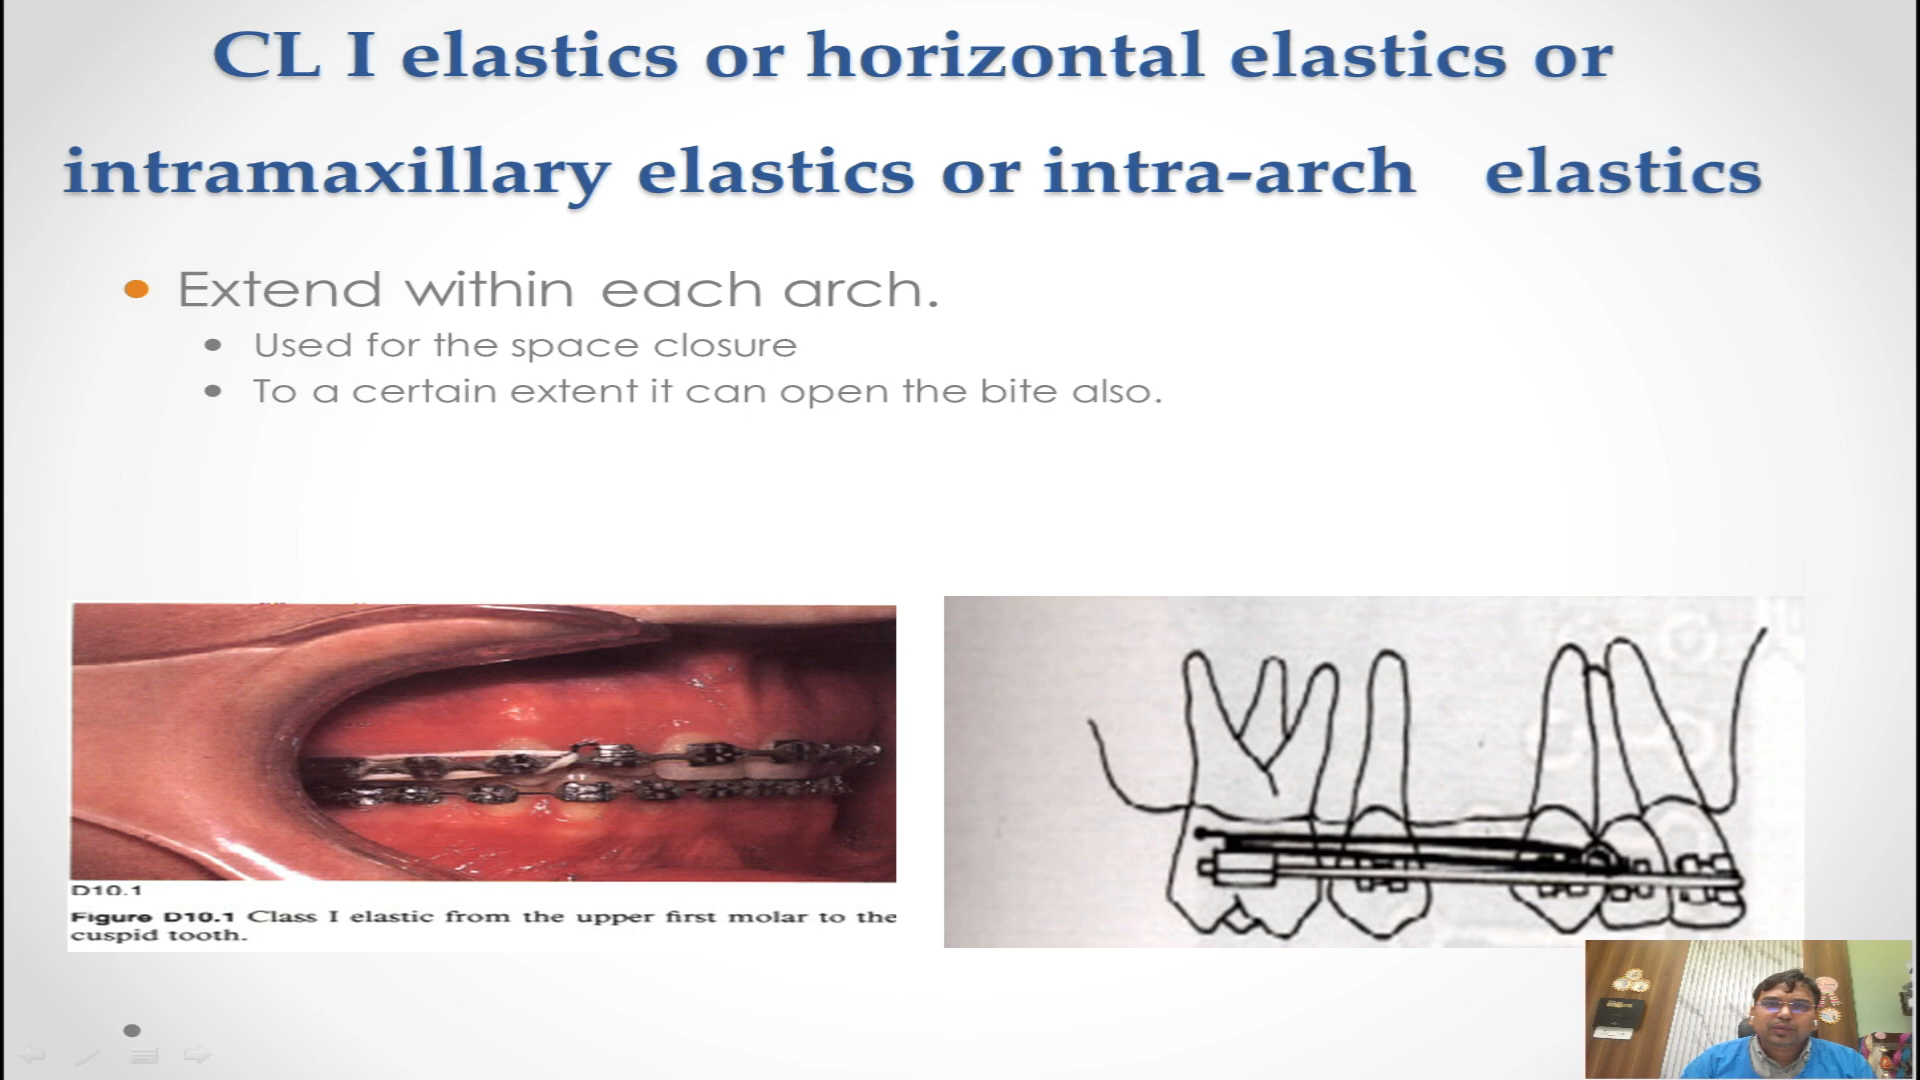 CL I elastics or horizontal elastics or
intramaxillary elastics or intra-arch elastics
Extend within each arch.
Used for the space closure
To a certain extent it can open the bite also.
D10.1
Figure D10.1 Class I elastic from the upper first molar to the
cuspid tooth.